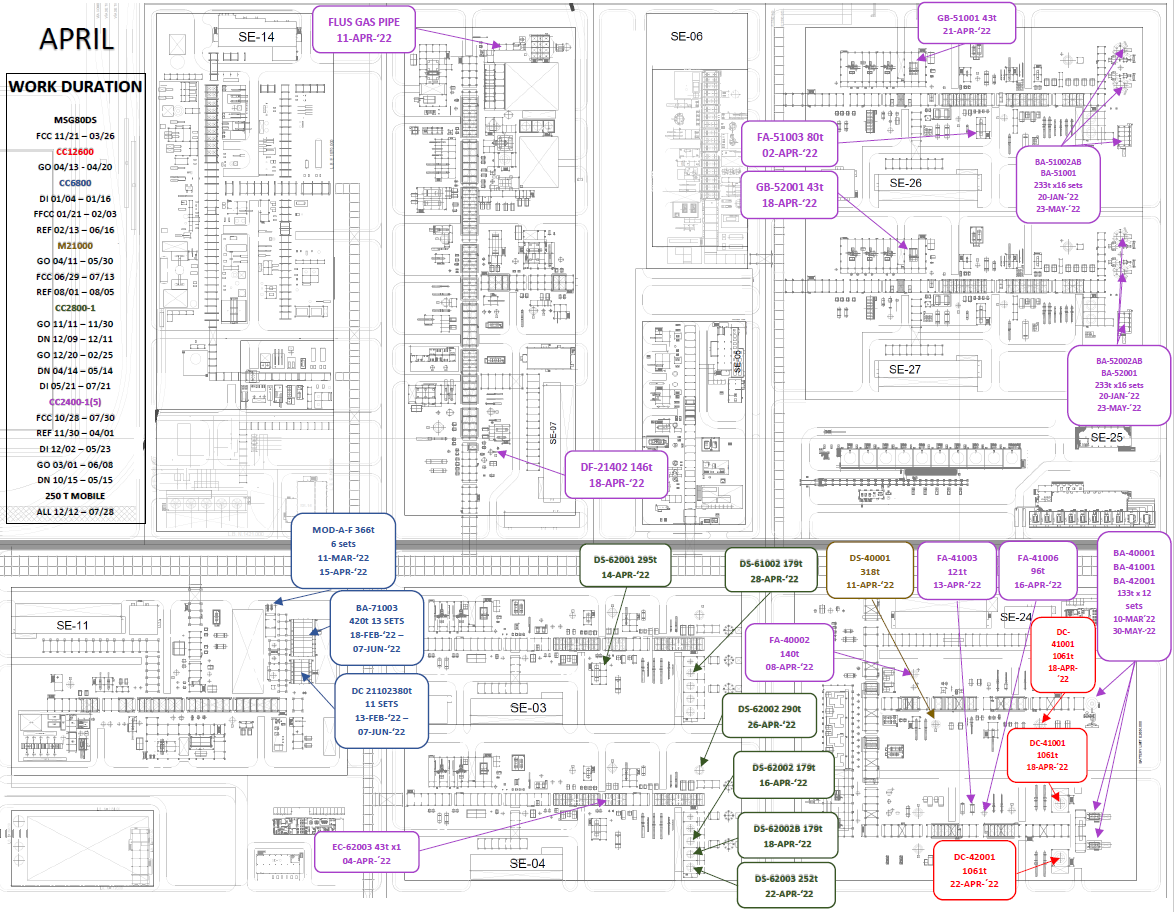 APRIL
WORK DURATION
MSG80DS
FCC 11/21 – 03/26
CC12600
GO 04/13 – 04/20
CC6800
DI 01/04 – 01/16
FFCC 01/21 – 02/03
REF 02/13 – 06/16
M21000
GO 04/11 – 05/30
FCC 06/29 – 07/13
REF 08/01 – 08/05
CC2800-1
GO 11/11 – 11/30
DN 12/09 – 12/11
GO 12/20 – 02/25
DN 04/14 – 05/14
DI 05/21 – 07/21
CC2400-1(5)
FCC 10/28 – 07/30
REF 11/30 – 04/01
DI 12/02 – 05/23
GO 03/01 – 06/08
DN 10/15 – 05/15
250 T MOBILE
ALL 12/12 – 07/28
SE-14
FLUS GAS PIPE
11-APR-'22
SE-06
GB-51001 43t
21-APR-'22
FA-51003 80t
02-APR-'22
GB-52001 43t
18-APR-'22
SE-26
BA-51002AB
BA-51001
233t x16 sets
20-JAN-'22
23-MAY-'22
SE-05
SE-27
BA-52002AB
BA-52001
233t x16 sets
20-JAN-'22
23-MAY-'22
SE-07
SE-25
DF-21402 146t
18-APR-'22
MOD-A-F 366t
6 sets
11-MAR-'22
15-APR-'22
DS-62001 295t
14-APR-'22
DS-61002 179t
28-APR-'22
DS-40001
318t
11-APR-'22
FA-41003
121t
13-APR-'22
FA-41006
96t
16-APR-'22
BA-40001
BA-41001
BA-42001
133t x 12
sets
10-MAR'22
30-MAY-'22
SE-11
BA-71003
420t 13 SETS
18-FEB-'22 –
07-JUN-'22
SE-24
DC-
41001
1061t
18-APR-
'22
FA-40002
140t
08-APR-'22
DC 21102380t
11 SETS
13-FEB-'22 –
07-JUN-'22
SE-03
DS-62002 290t
26-APR-'22
DC-41001
1061t
18-APR-'22
DS-62002 179t
16-APR-'22
EC-62003 43t x1
04-APR-'22
SE-04
DS-62002B 179t
18-APR-'22
DS-62003 252t
22-APR-'22
DC-42001
1061t
22-APR-'22